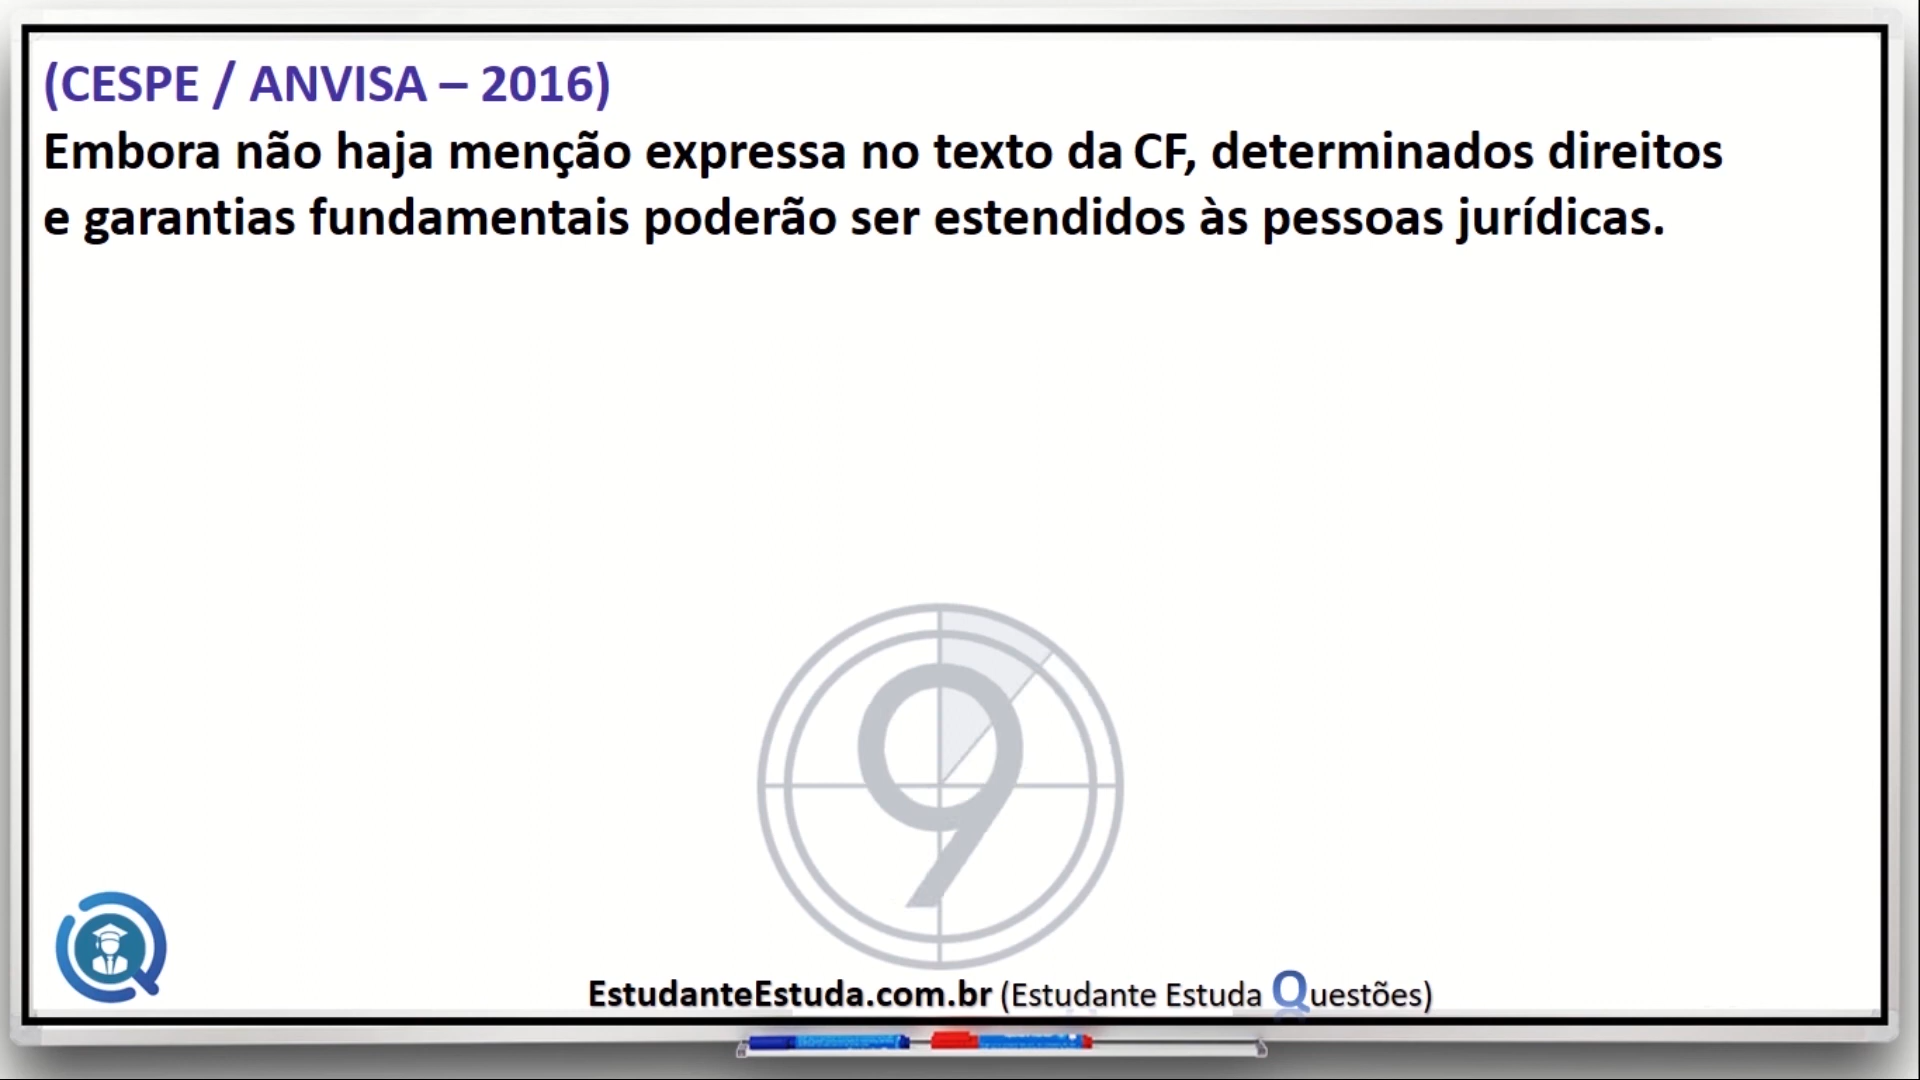 (CESPE / ANVISA – 2016)
Embora não haja menção expressa no texto da CF, determinados direitos
e garantias fundamentais poderão ser estendidos às pessoas jurídicas.
9
EstudanteEstuda.com.br (Estudante Estuda Questões)